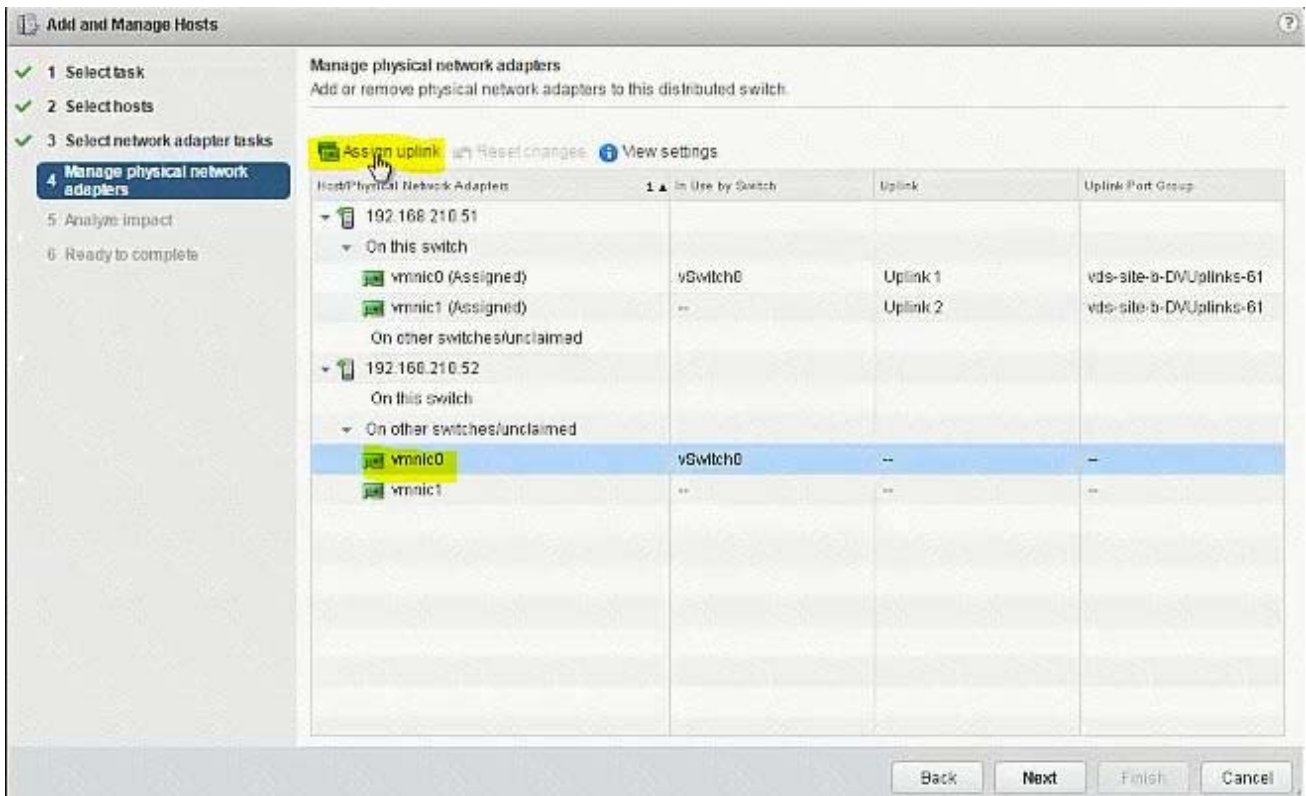 Add and Manage Hosts
?
1 Select task
2 Select hosts
3 Select network adapter tasks
4 Manage physical network
adapters
5 Analyze impact
6 Ready to complete
Manage physical network adapters
Add or remove physical network adapters to this distributed switch.
Assign uplink Reset changes View settings
Host/Physical Network Adapters 1 ▲ In Use by Switch Uplink Uplink Port Group
192.168.210.51
On this switch
vmnic0 (Assigned) vSwitch0 Uplink 1 vds-site-b-DVUplinks-61
vmnic1 (Assigned) -- Uplink 2 vds-site-b-DVUplinks-61
On other switches/unclaimed
192.168.210.52
On this switch
On other switches/unclaimed
vmnic0 vSwitch0 -- --
vmnic1 -- -- --
Back Next Finish Cancel